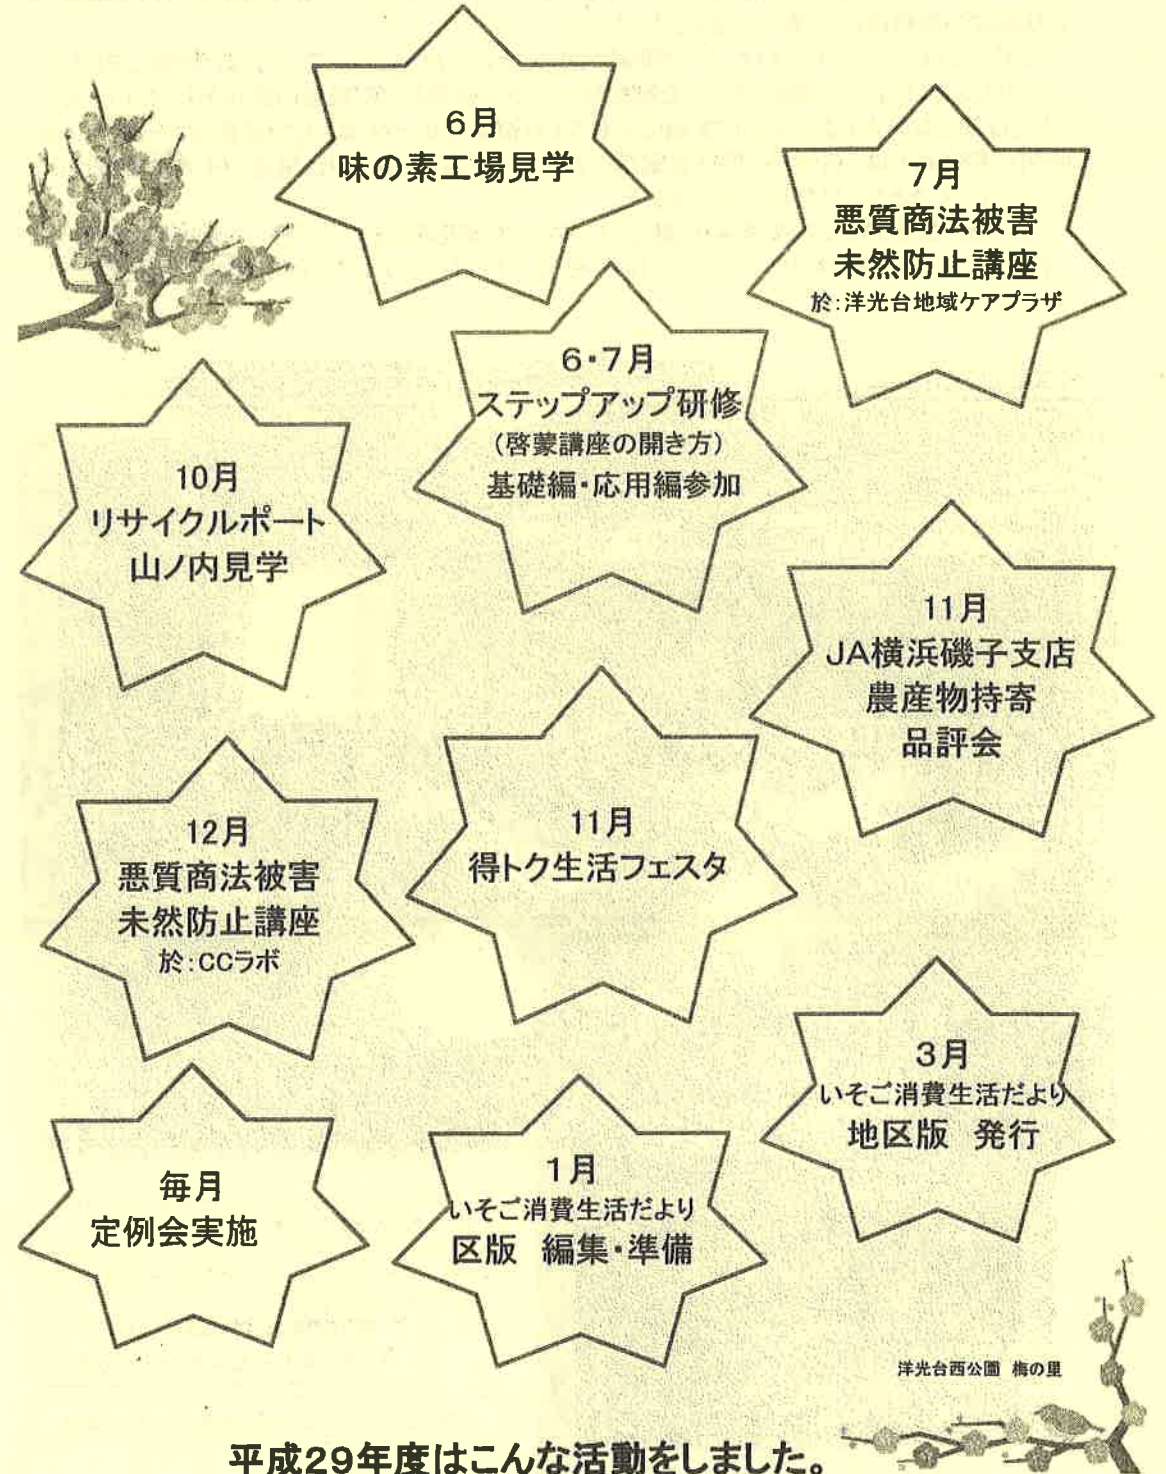 6月
味の素工場見学
7月
悪質商法被害
未然防止講座
於:洋光台地域ケアプラザ
6・7月
ステップアップ研修
(啓蒙講座の開き方)
基礎編・応用編参加
10月
リサイクルポート
山ノ内見学
11月
JA横浜磯子支店
農産物持寄
品評会
11月
得トク生活フェスタ
12月
悪質商法被害
未然防止講座
於:CCラボ
3月
いそご消費生活だより
地区版 発行
毎月
定例会実施
1月
いそご消費生活だより
区版 編集・準備
洋光台西公園 梅の里
平成29年度はこんな活動をしました。